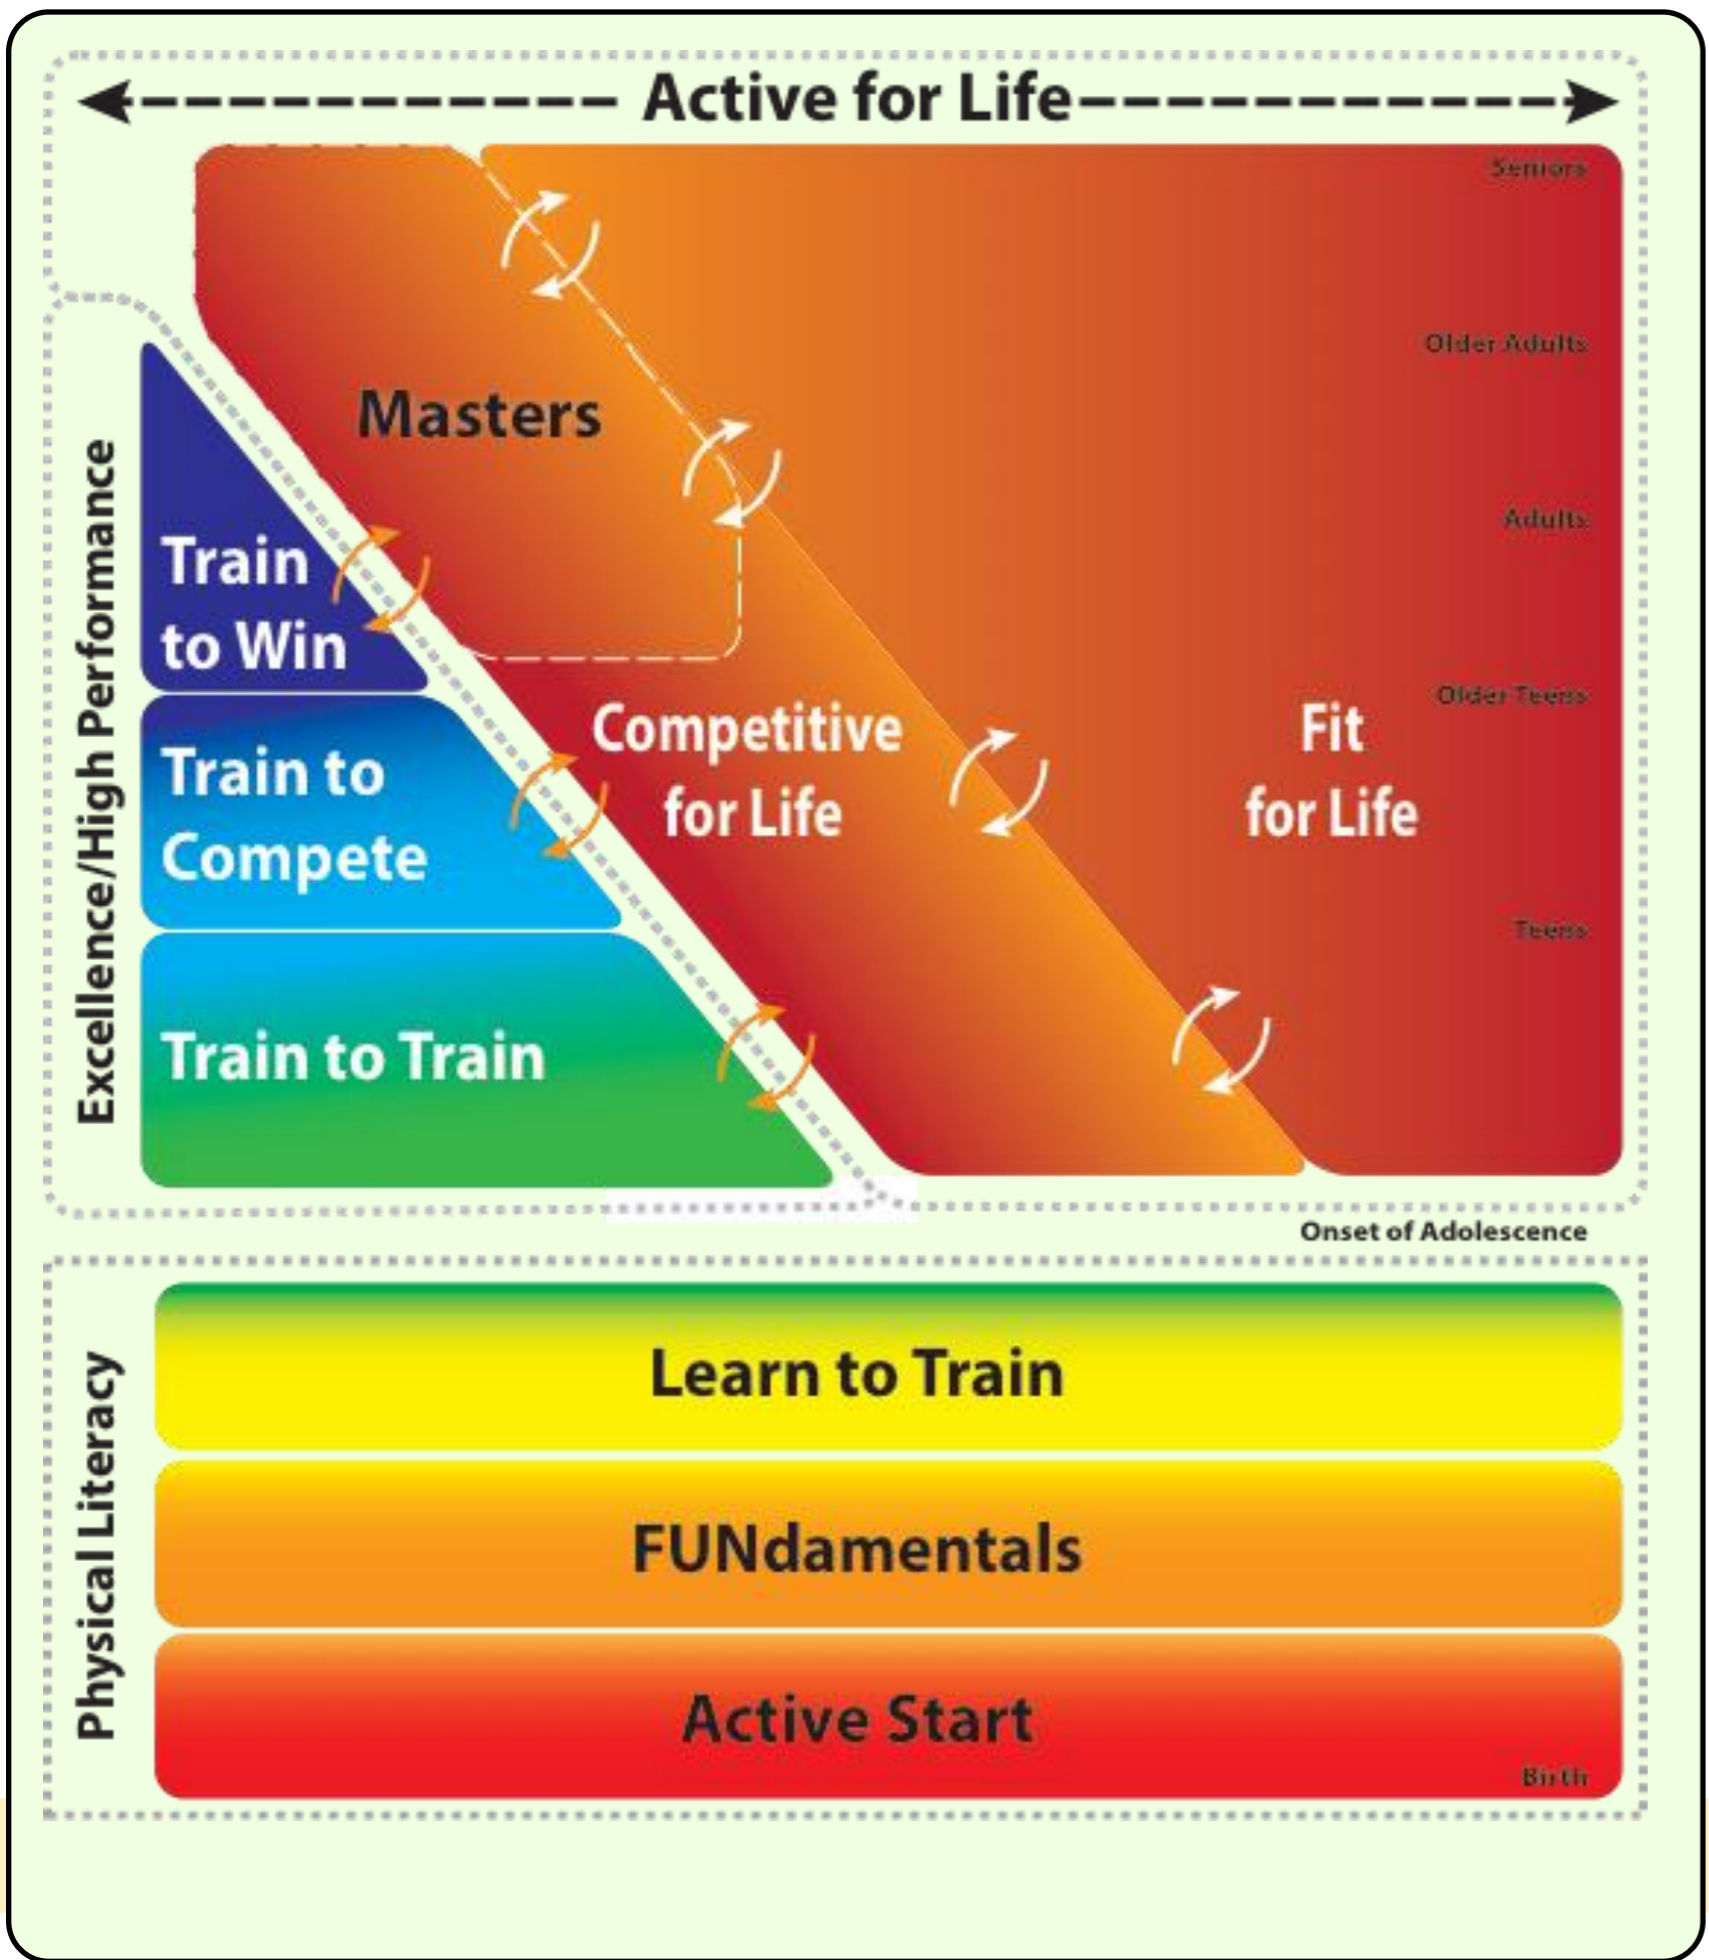 Active for Life
Seniors
Older Adults
Masters
Adults
Excellence/High Performance
Train
to Win
Older Teens
Competitive
for Life
Fit
for Life
Train to
Compete
Teens
Train to Train
Onset of Adolescence
Physical Literacy
Learn to Train
FUNdamentals
Active Start
Birth